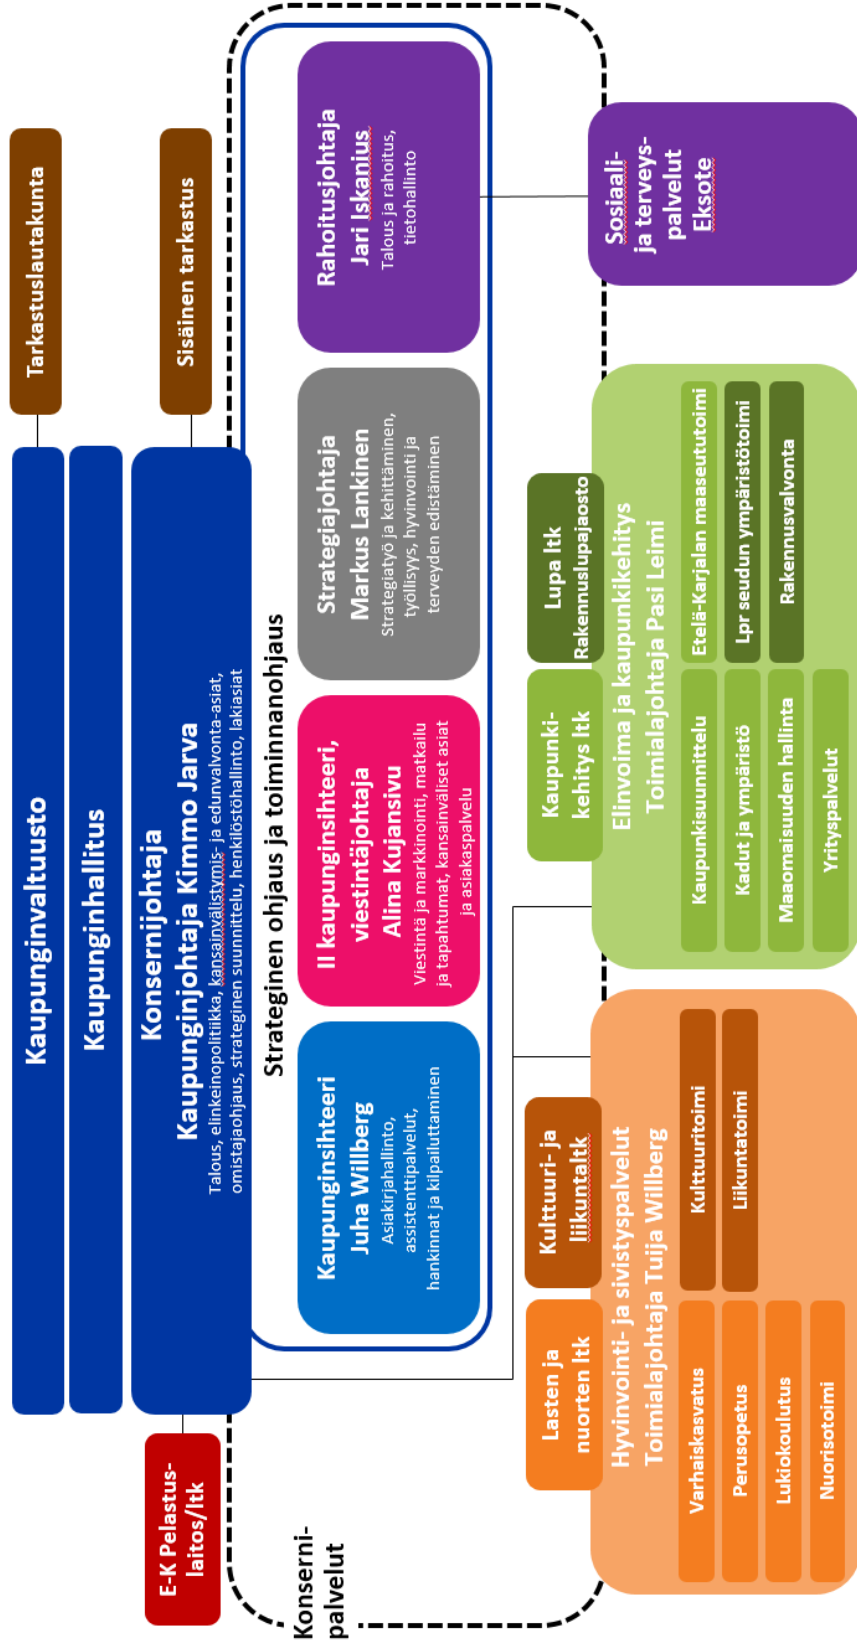 Kaupunginvaltuusto
Tarkastuslautakunta
Kaupunginhallitus
E-K Pelastus-
laitos/ltk
Konsernijohtaja
Kaupunginjohtaja Kimmo Jarva
Talous, elinkeinopolitiikka, kansainvälistymis- ja edunvalvonta-asiat,
omistajaohjaus, strateginen suunnittelu, henkilöstöhallinto, lakiasiat
Sisäinen tarkastus
Strateginen ohjaus ja toiminnanohjaus
Konserni-
palvelut
Kaupunginsihteeri
Juha Willberg
Asiakirjahallinto,
assistenttipalvelut,
hankinnat ja kilpailuttaminen
II kaupunginsihteeri,
viestintäjohtaja
Alina Kujansivu
Viestintä ja markkinointi, matkailu
ja tapahtumat, kansainväliset asiat
ja asiakaspalvelu
Strategiajohtaja
Markus Lankinen
Strategiatyö ja kehittäminen,
työllisyys, hyvinvointi ja
terveyden edistäminen
Rahoitusjohtaja
Jari Iskanius
Talous ja rahoitus,
tietohallinto
Lasten ja
nuorten ltk
Kulttuuri- ja
liikuntaltk
Hyvinvointi- ja sivistyspalvelut
Toimialajohtaja Tuija Willberg
Varhaiskasvatus
Perusopetus
Lukiokoulutus
Nuorisotoimi
Kulttuuritoimi
Liikuntatoimi
Kaupunki-
kehitys ltk
Lupa ltk
Rakennuslupajaosto
Elinvoima ja kaupunkikehitys
Toimialajohtaja Pasi Leimi
Kaupunkisuunnittelu
Kadut ja ympäristö
Maaomaisuuden hallinta
Yrityspalvelut
Etelä-Karjalan maaseututoimi
Lpr seudun ympäristötoimi
Rakennusvalvonta
Sosiaali-
ja terveys-
palvelut
Eksote